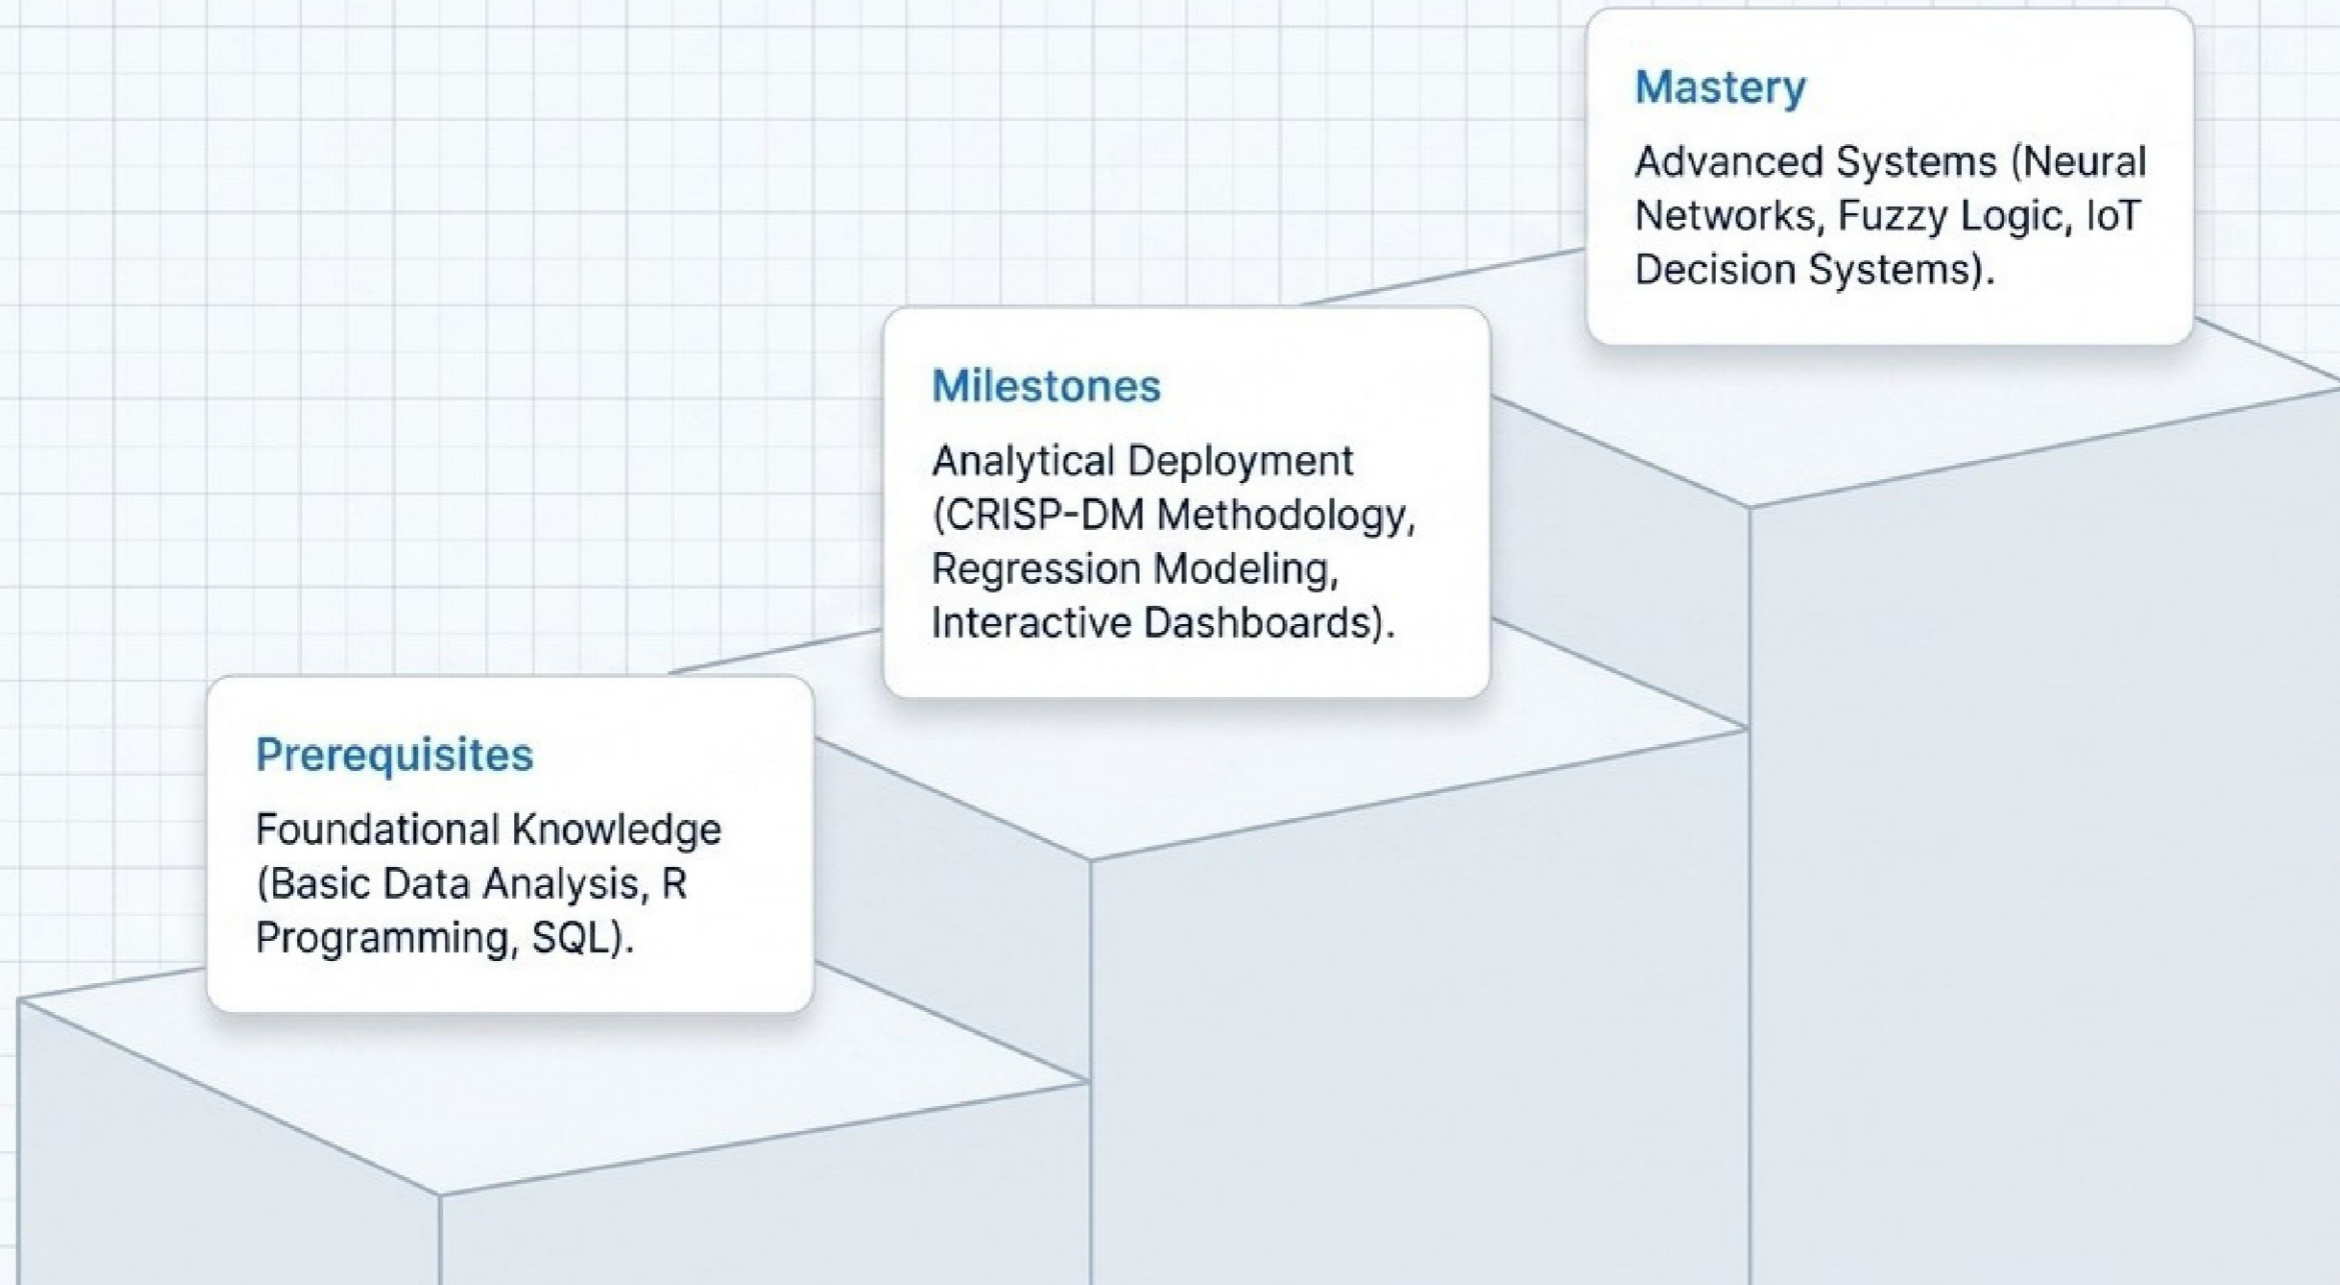 Mastery
Advanced Systems (Neural
Networks, Fuzzy Logic, IoT
Decision Systems).
Milestones
Analytical Deployment
(CRISP-DM Methodology,
Regression Modeling,
Interactive Dashboards).
Prerequisites
Foundational Knowledge
(Basic Data Analysis, R
Programming, SQL).